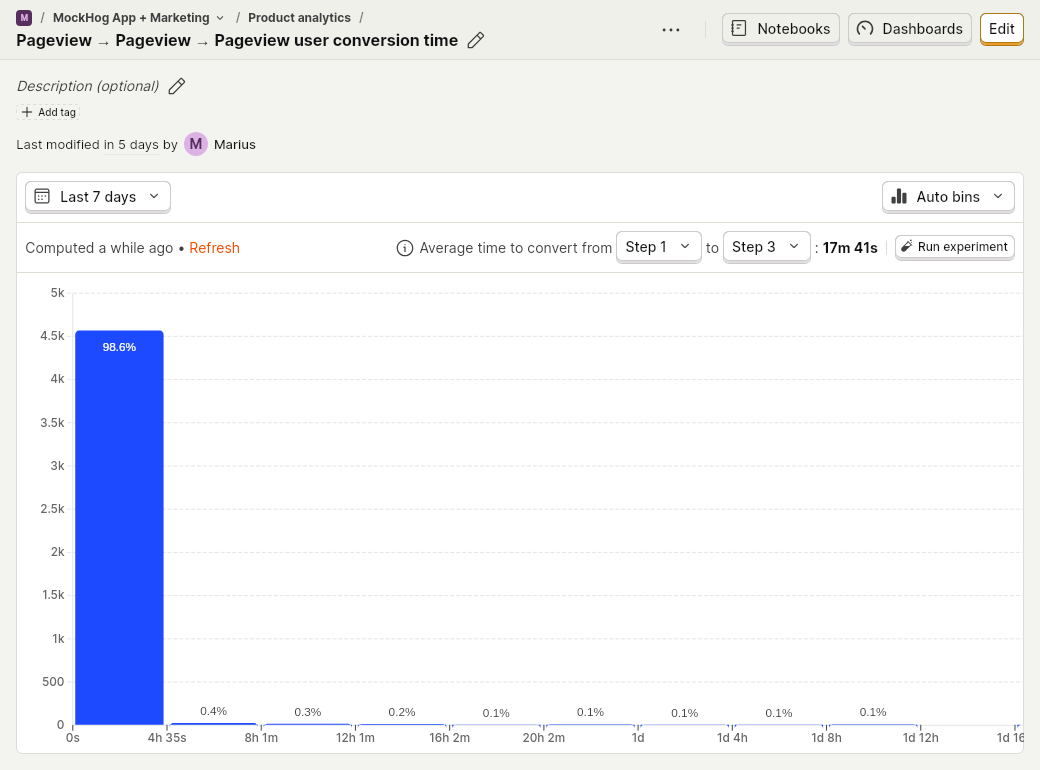 M / MockHog App + Marketing / Product analytics /
Pageview → Pageview → Pageview user conversion time
Notebooks
Dashboards
Edit
Description (optional)
Add tag
Last modified in 5 days by M Marius
Last 7 days
Auto bins
Computed a while ago • Refresh
Average time to convert from Step 1 to Step 3 : 17m 41s
Run experiment
5k
4.5k
98.6%
4k
3.5k
3k
2.5k
2k
1.5k
1k
500
0.4% 0.3% 0.2% 0.1% 0.1% 0.1% 0.1% 0.1%
0
0s 4h 35s 8h 1m 12h 1m 16h 2m 20h 2m 1d 1d 4h 1d 8h 1d 12h 1d 16